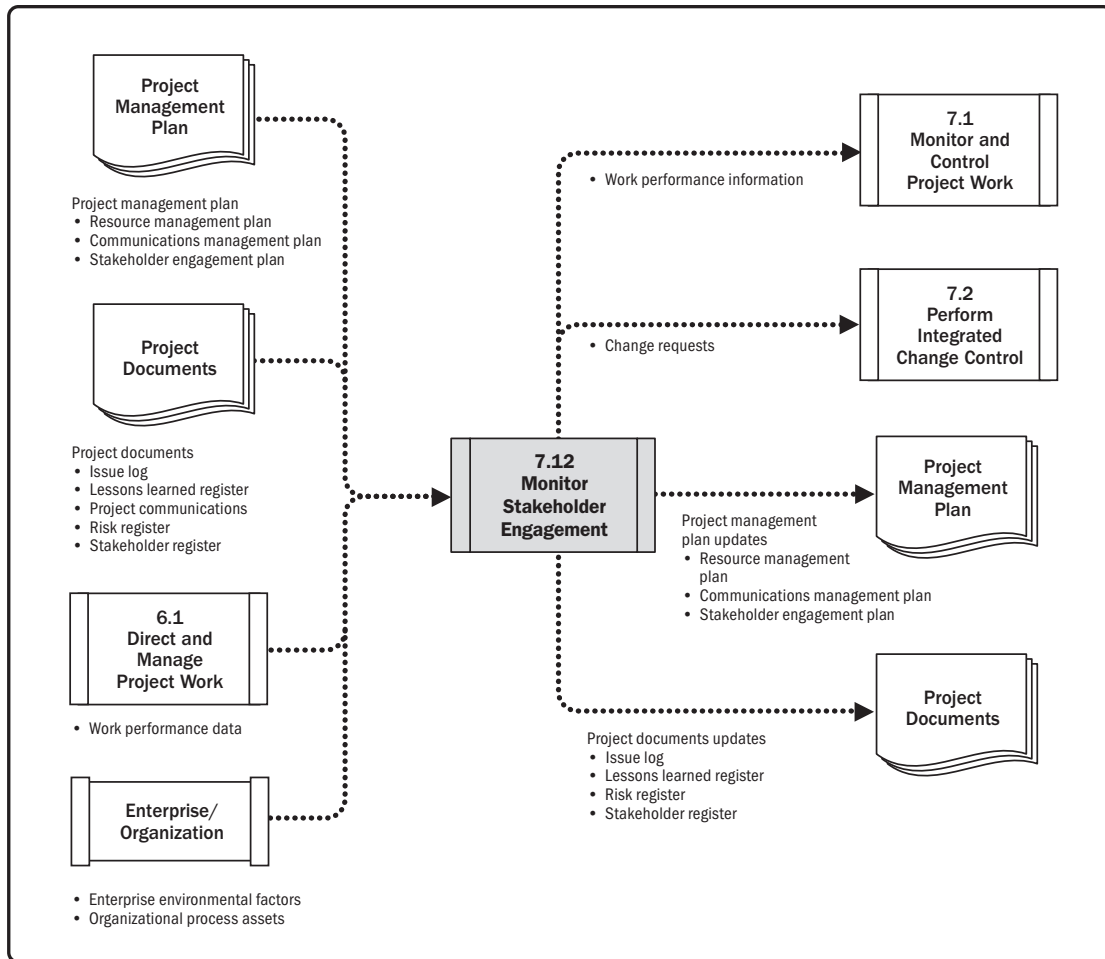 Project
Management
Plan
Project management plan
• Resource management plan
• Communications management plan
• Stakeholder engagement plan
Project
Documents
Project documents
• Issue log
• Lessons learned register
• Project communications
• Risk register
• Stakeholder register
6.1
Direct and
Manage
Project Work
• Work performance data
Enterprise/
Organization
• Enterprise environmental factors
• Organizational process assets
7.12
Monitor
Stakeholder
Engagement
• Work performance information
7.1
Monitor and
Control
Project Work
• Change requests
7.2
Perform
Integrated
Change Control
Project management
plan updates
• Resource management
plan
• Communications management plan
• Stakeholder engagement plan
Project
Management
Plan
Project documents updates
• Issue log
• Lessons learned register
• Risk register
• Stakeholder register
Project
Documents